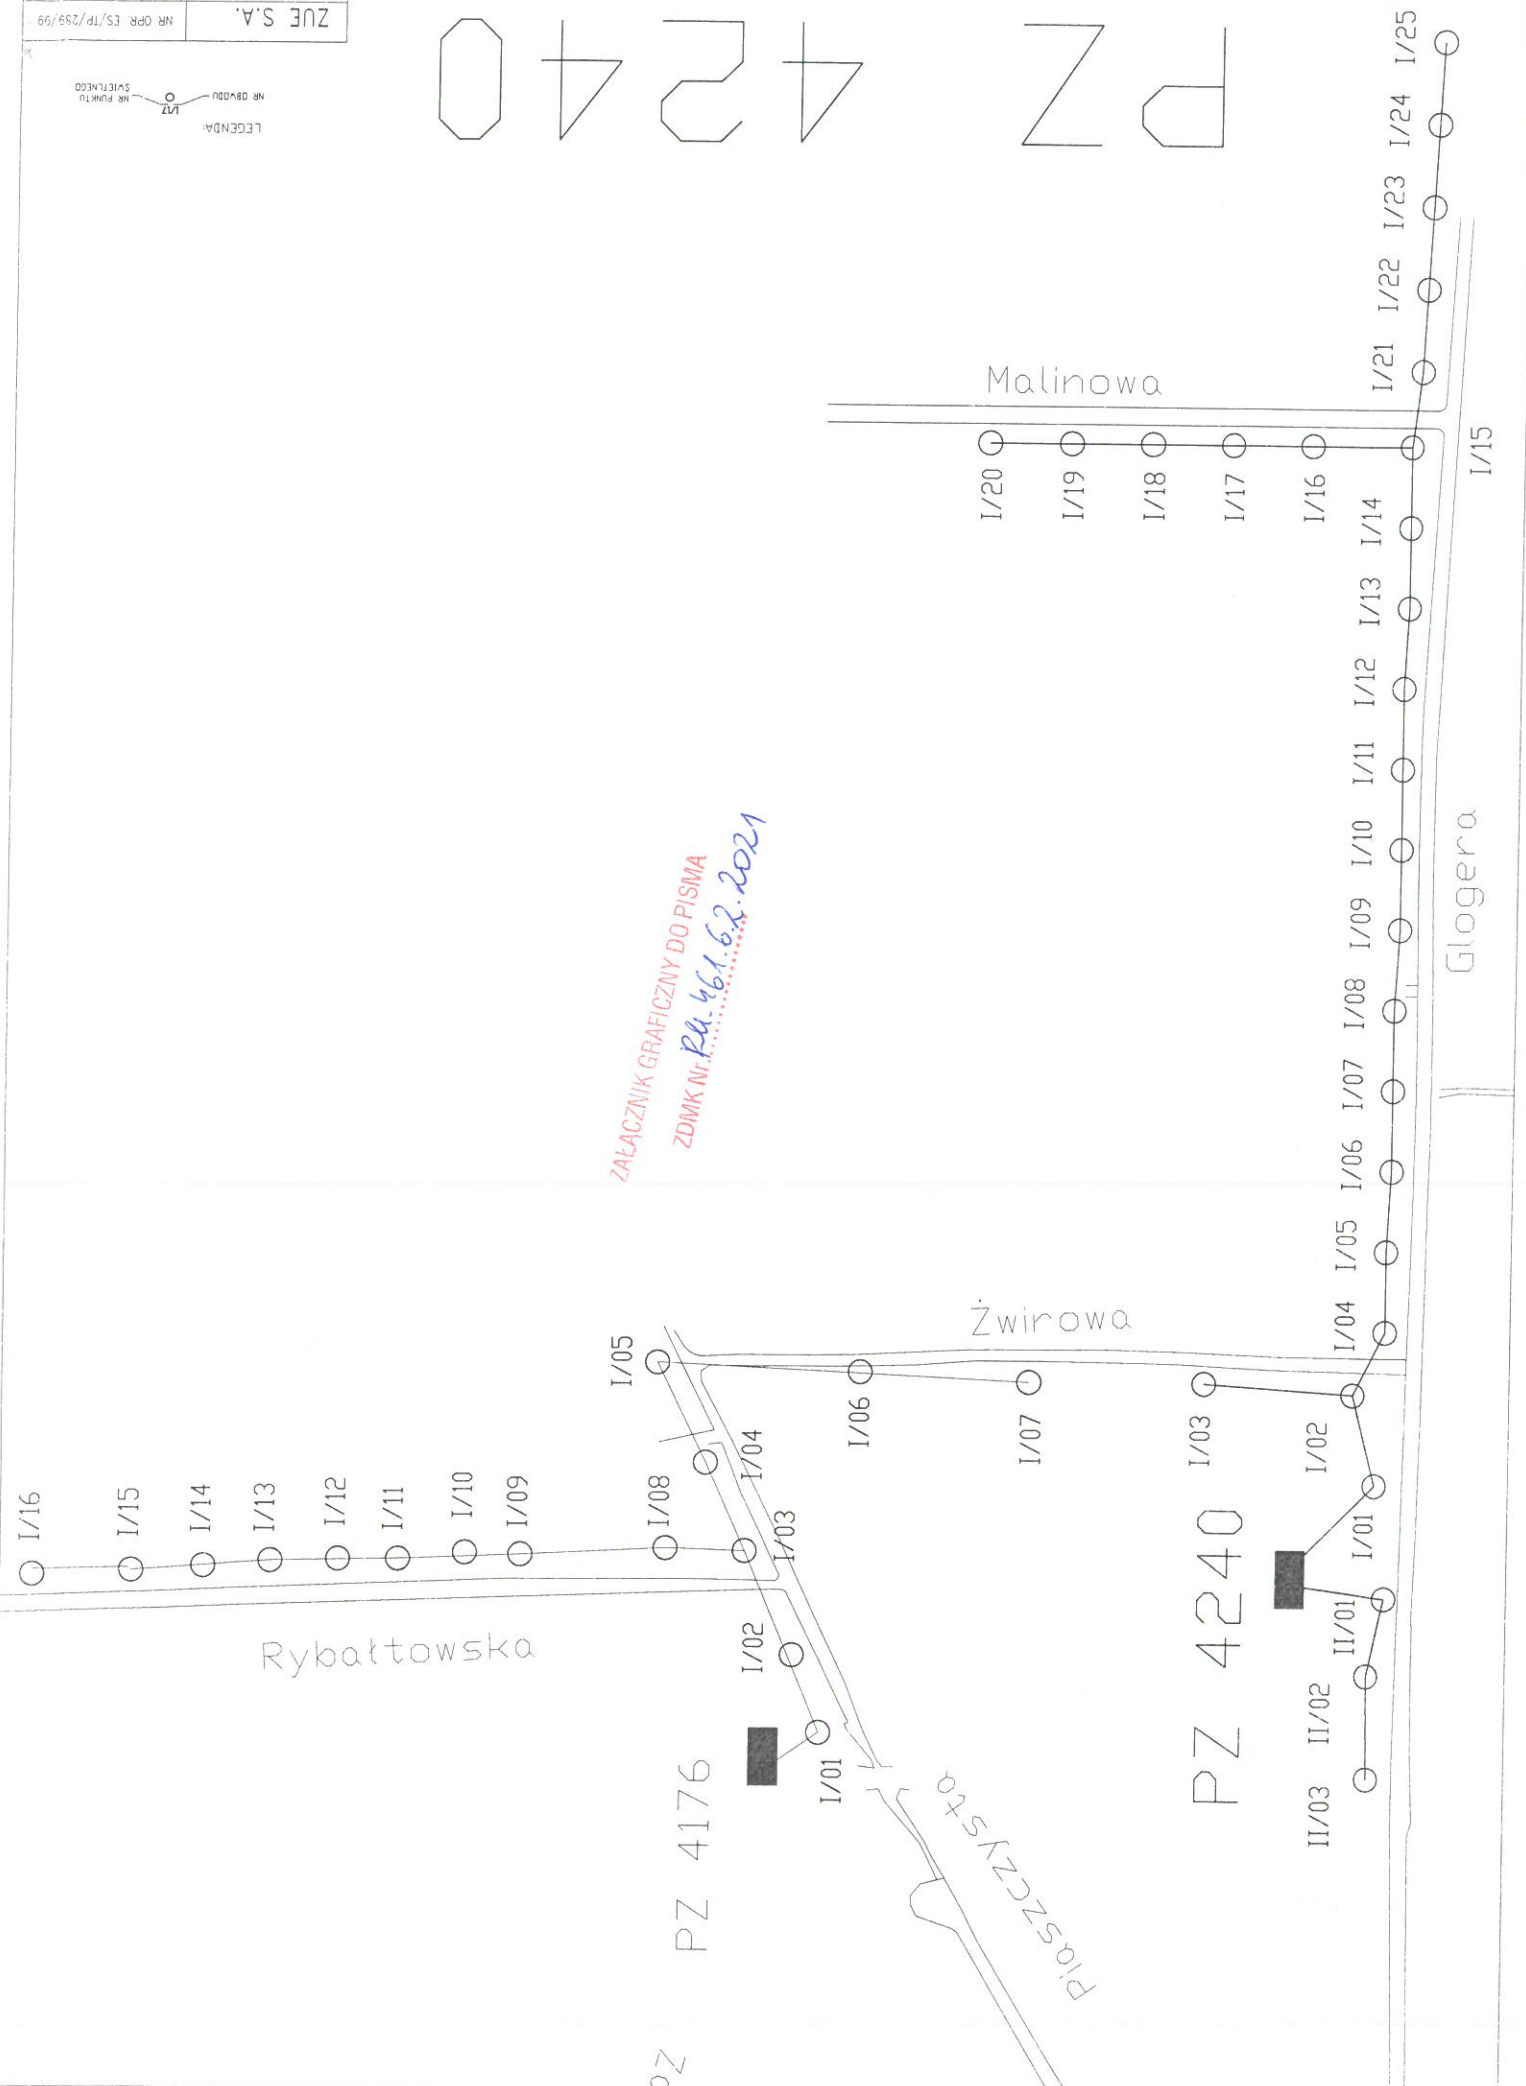 ZUE S.A.
NR OPR. ES/TP/299/99
LEGENDA:
NR OBWODU
I/17
NR PUNKTU
ŚWIETLNEGO
PZ 4240
I/25
I/24
I/23
I/22
I/21
Malinowa
I/20
I/19
I/18
I/17
I/16
I/15
I/14
I/13
I/12
I/11
I/10
I/09
I/08
I/07
I/06
I/05
I/04
Glogera
ZAŁĄCZNIK GRAFICZNY DO PISMA
ZDMK Nr RU.461.6.2.2021
Żwirowa
I/03
I/02
I/01
PZ 4240
II/01
II/02
II/03
I/16
I/15
I/14
I/13
I/12
I/11
I/10
I/09
I/08
I/05
I/04
I/03
I/06
I/07
I/02
I/01
Rybałtowska
PZ 4176
Piaszczysta
PZ